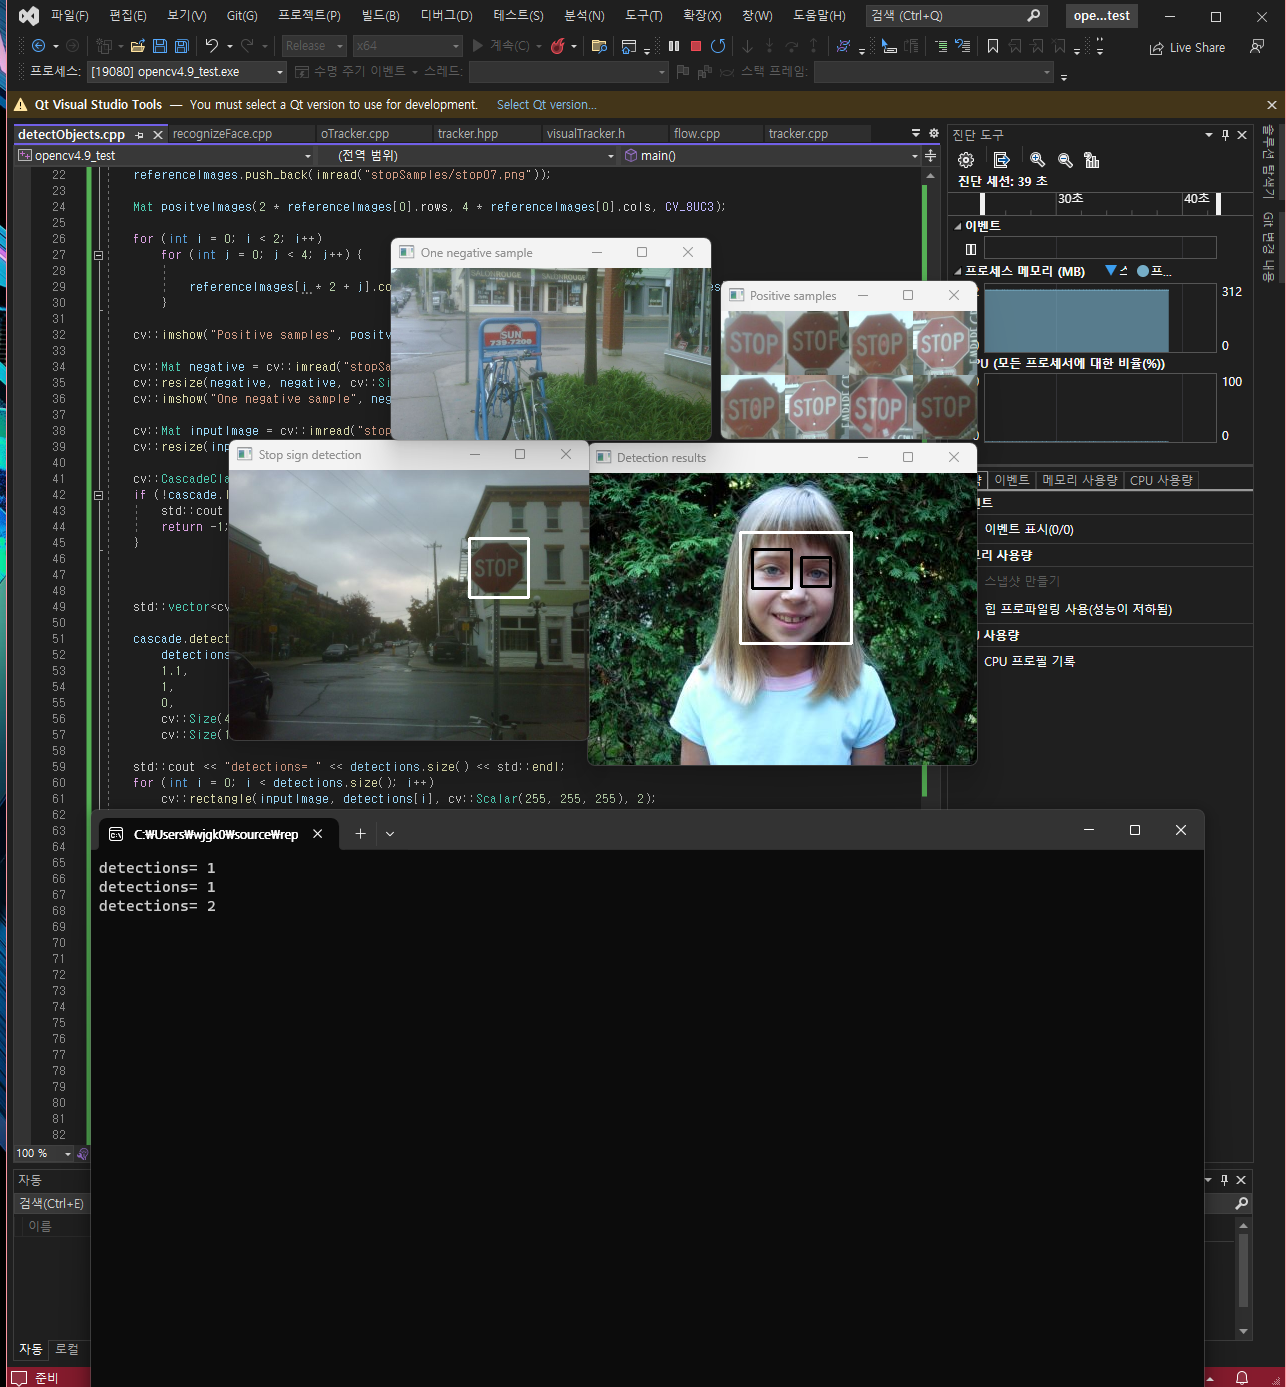 파일(F) 편집(E) 보기(V) Git(G) 프로젝트(P) 빌드(B) 디버그(D) 테스트(S) 분석(N) 도구(T) 확장(X) 창(W) 도움말(H) 검색 (Ctrl+Q) ope...test
Release x64 계속(C) Live Share
프로세스: [19080] opencv4.9_test.exe 수명 주기 이벤트 스레드: 스택 프레임:
Qt Visual Studio Tools — You must select a Qt version to use for development. Select Qt version...
detectObjects.cpp recognizeFace.cpp oTracker.cpp tracker.hpp visualTracker.h flow.cpp tracker.cpp
opencv4.9_test (전역 범위) main()
22 referenceImages.push_back(imread("stopSamples/stop07.png"));
23
24 Mat positveImages(2 * referenceImages[0].rows, 4 * referenceImages[0].cols, CV_8UC3);
25
26 for (int i = 0; i < 2; i++)
27 for (int j = 0; j < 4; j++) {
28
29 referenceImages[i * 2 + j].co
30 }
31
32 cv::imshow("Positive samples", positv
33
34 cv::Mat negative = cv::imread("stopSa
35 cv::resize(negative, negative, cv::Si
36 cv::imshow("One negative sample", neg
37
38 cv::Mat inputImage = cv::imread("stop
39 cv::resize(inp
40
41 cv::CascadeCla
42 if (!cascade.l
43 std::cout
44 return -1;
45 }
46
47
48
49 std::vector<cv
50
51 cascade.detect
52 detections
53 1.1,
54 1,
55 0,
56 cv::Size(4
57 cv::Size(1
58
59 std::cout << "detections= " << detections.size() << std::endl;
60 for (int i = 0; i < detections.size(); i++)
61 cv::rectangle(inputImage, detections[i], cv::Scalar(255, 255, 255), 2);
62
63
64
65
66
67
68
69
70
71
72
73
74
75
76
77
78
79
80
81
82
100 %
One negative sample
SALON ROUGE
SUN
739-7200
Positive samples
STOP STOP STOP STOP
STOP STOP STOP STOP
Stop sign detection
STOP
Detection results
C:₩Users₩wjgk0₩source₩rep
detections= 1
detections= 1
detections= 2
진단 도구
진단 세션: 39 초
30초 40초
이벤트
프로세스 메모리 (MB) 스 프...
312
0
PU (모든 프로세서에 대한 비율(%))
100
0
이벤트 메모리 사용량 CPU 사용량
이벤트 표시(0/0)
스냅샷 만들기
힙 프로파일링 사용(성능이 저하됨)
사용량
CPU 프로필 기록
솔루션 탐색기
Git 변경 내용
자동
검색(Ctrl+E)
이름
자동 로컬
준비